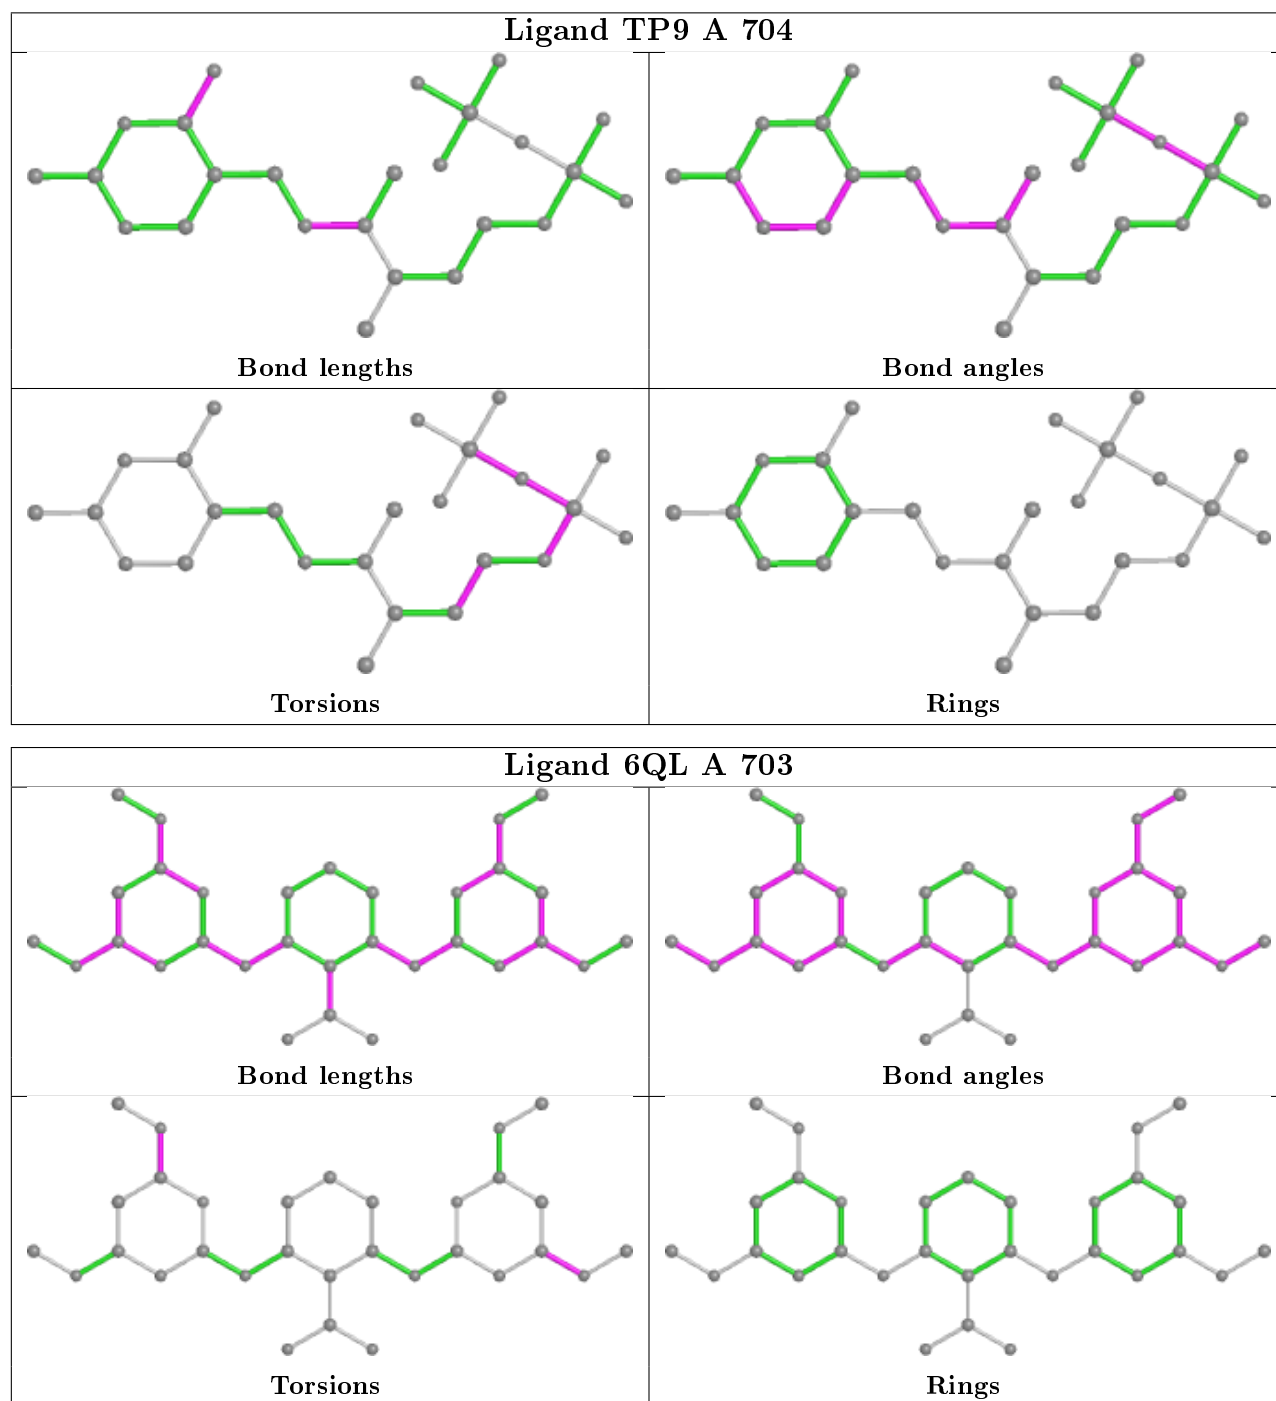 Ligand TP9 A 704
Bond lengths
Bond angles
Torsions
Rings
Ligand 6QL A 703
Bond lengths
Bond angles
Torsions
Rings